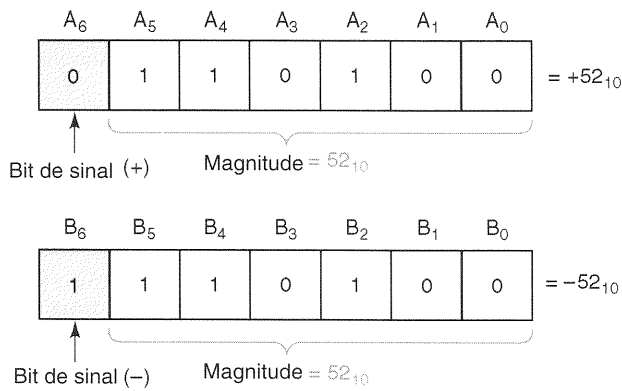 A₆ A₅ A₄ A₃ A₂ A₁ A₀
0 1 1 0 1 0 0 = +52₁₀
Bit de sinal (+) Magnitude = 52₁₀
B₆ B₅ B₄ B₃ B₂ B₁ B₀
1 1 1 0 1 0 0 = −52₁₀
Bit de sinal (−) Magnitude = 52₁₀